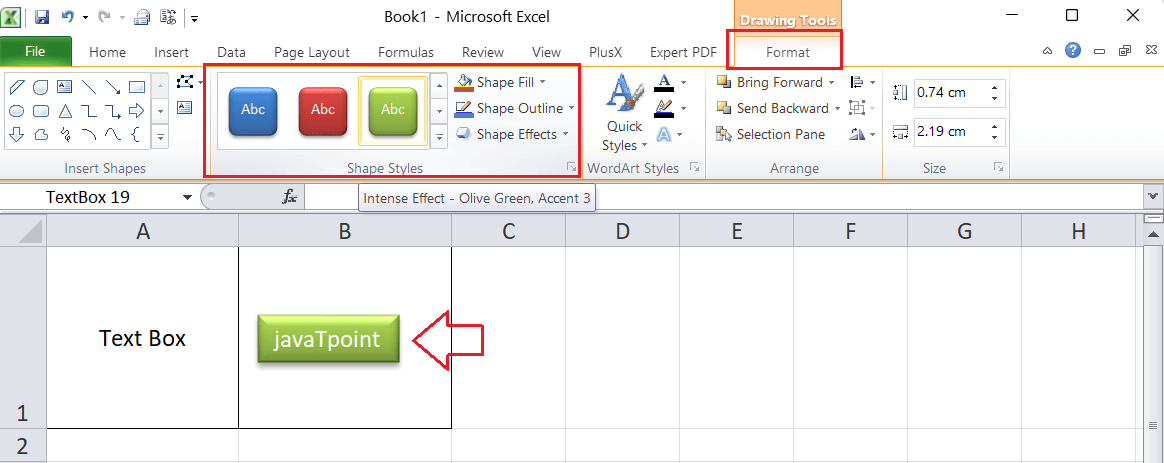 Book1 - Microsoft Excel
Drawing Tools
File Home Insert Data Page Layout Formulas Review View PlusX Expert PDF Format
Abc Abc Abc
Shape Fill
Shape Outline
Shape Effects
Quick
Styles
A
A
Bring Forward
Send Backward
Selection Pane
0.74 cm
2.19 cm
Insert Shapes Shape Styles WordArt Styles Arrange Size
TextBox 19 fx
Intense Effect - Olive Green, Accent 3
A B C D E F G H
1 Text Box javaTpoint
2